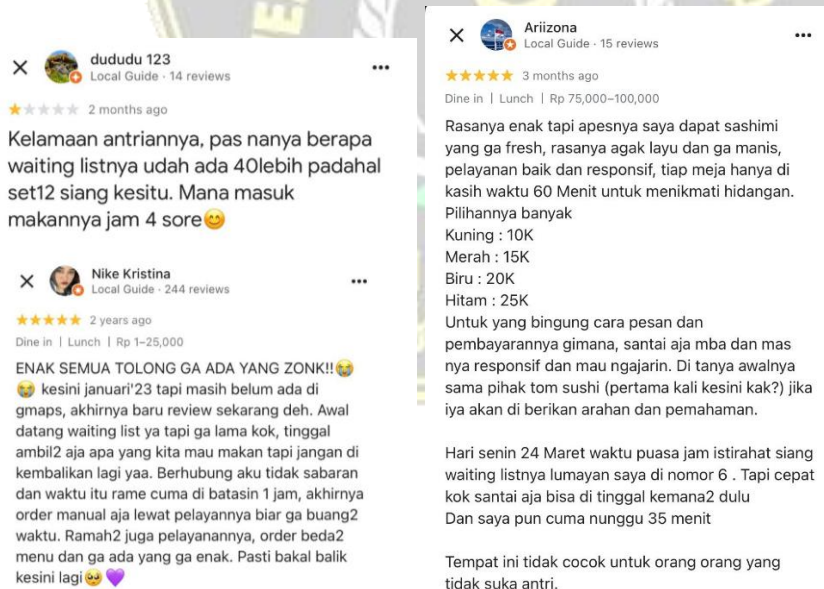 dududu 123
Local Guide · 14 reviews
2 months ago
Kelamaan antriannya, pas nanya berapa
waiting listnya udah ada 40lebih padahal
set12 siang kesitu. Mana masuk
makannya jam 4 sore😊
Nike Kristina
Local Guide · 244 reviews
2 years ago
Dine in | Lunch | Rp 1–25,000
ENAK SEMUA TOLONG GA ADA YANG ZONK!!😭
😭 kesini januari'23 tapi masih belum ada di
gmaps, akhirnya baru review sekarang deh. Awal
datang waiting list ya tapi ga lama kok, tinggal
ambil2 aja apa yang kita mau makan tapi jangan di
kembalikan lagi yaa. Berhubung aku tidak sabaran
dan waktu itu rame cuma di batasin 1 jam, akhirnya
order manual aja lewat pelayannya biar ga buang2
waktu. Ramah2 juga pelayanannya, order beda2
menu dan ga ada yang ga enak. Pasti bakal balik
kesini lagi🥺💜
Ariizona
Local Guide · 15 reviews
3 months ago
Dine in | Lunch | Rp 75,000–100,000
Rasanya enak tapi apesnya saya dapat sashimi
yang ga fresh, rasanya agak layu dan ga manis,
pelayanan baik dan responsif, tiap meja hanya di
kasih waktu 60 Menit untuk menikmati hidangan.
Pilihannya banyak
Kuning : 10K
Merah : 15K
Biru : 20K
Hitam : 25K
Untuk yang bingung cara pesan dan
pembayarannya gimana, santai aja mba dan mas
nya responsif dan mau ngajarin. Di tanya awalnya
sama pihak tom sushi (pertama kali kesini kak?) jika
iya akan di berikan arahan dan pemahaman.
Hari senin 24 Maret waktu puasa jam istirahat siang
waiting listnya lumayan saya di nomor 6 . Tapi cepat
kok santai aja bisa di tinggal kemana2 dulu
Dan saya pun cuma nunggu 35 menit
Tempat ini tidak cocok untuk orang orang yang
tidak suka antri.